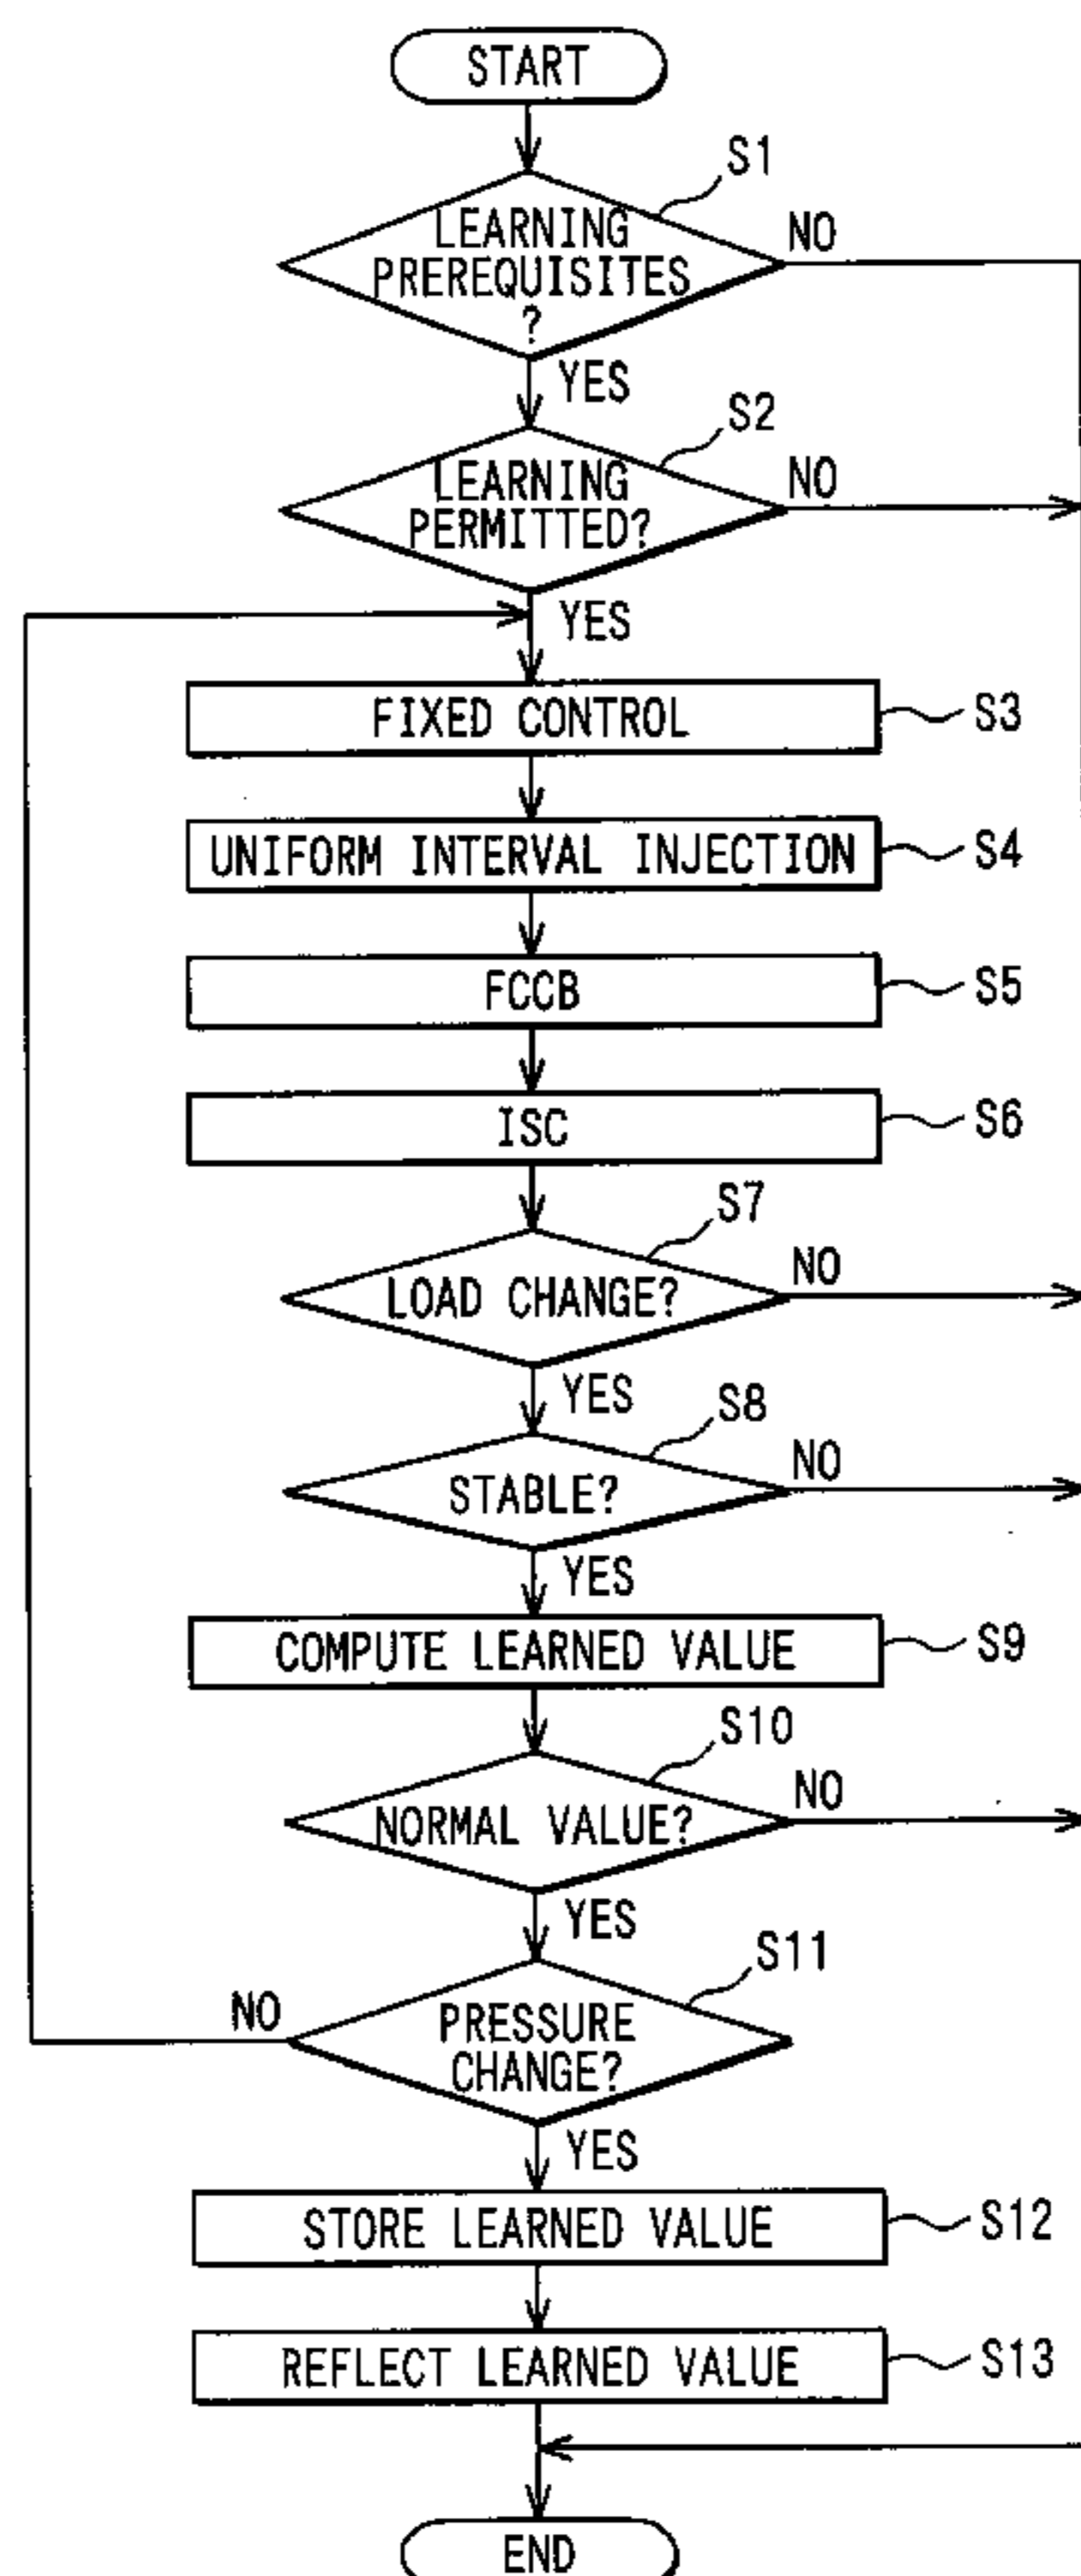 START
S1
LEARNING
PREREQUISITES
?
NO
YES
S2
LEARNING
PERMITTED?
NO
YES
FIXED CONTROL
S3
UNIFORM INTERVAL INJECTION
S4
FCCB
S5
ISC
S6
S7
LOAD CHANGE?
NO
YES
S8
STABLE?
NO
YES
COMPUTE LEARNED VALUE
S9
S10
NORMAL VALUE?
NO
YES
S11
PRESSURE
CHANGE?
NO
YES
STORE LEARNED VALUE
S12
REFLECT LEARNED VALUE
S13
END